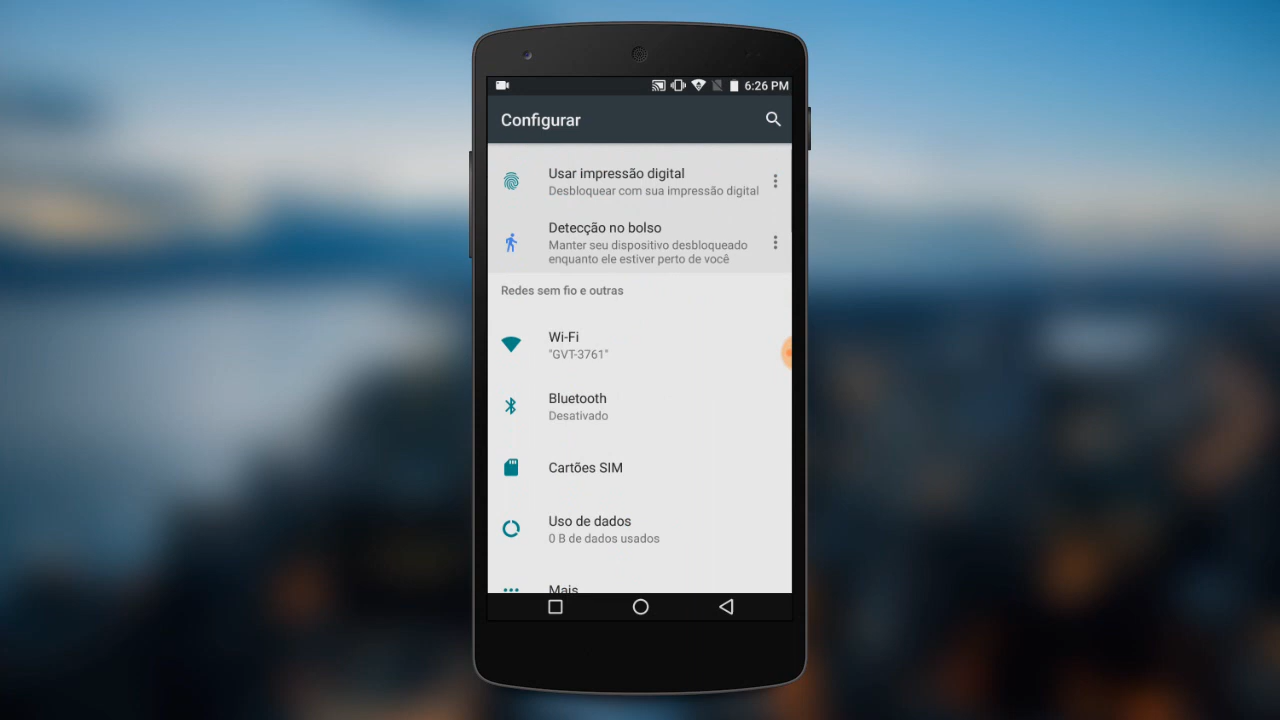 6:26 PM
Configurar
Usar impressão digital
Desbloquear com sua impressão digital
Detecção no bolso
Manter seu dispositivo desbloqueado
enquanto ele estiver perto de você
Redes sem fio e outras
Wi-Fi
"GVT-3761"
Bluetooth
Desativado
Cartões SIM
Uso de dados
0 B de dados usados
Mais